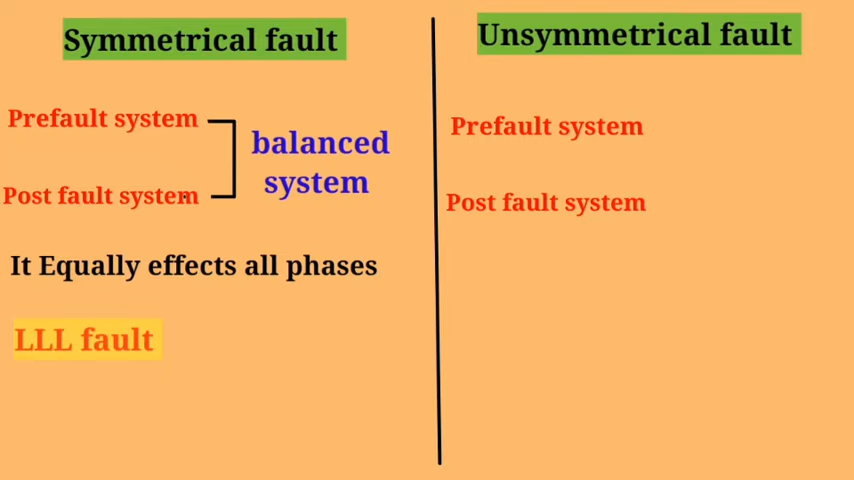 Symmetrical fault
Prefault system
balanced
system
Post fault system
It Equally effects all phases
LLL fault
Unsymmetrical fault
Prefault system
Post fault system